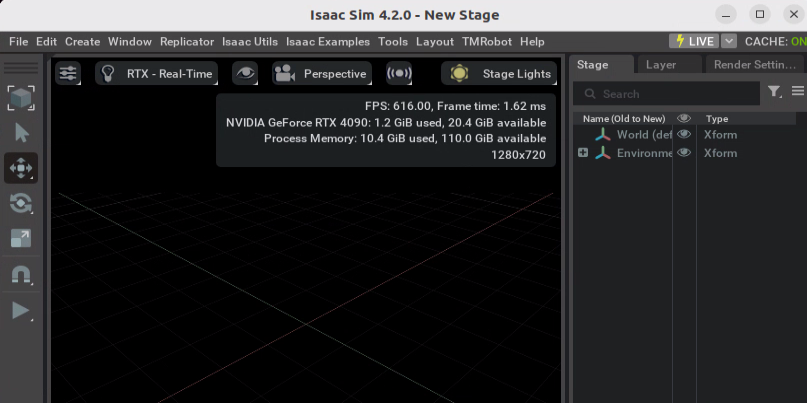 Isaac Sim 4.2.0 - New Stage
File Edit Create Window Replicator Isaac Utils Isaac Examples Tools Layout TMRobot Help LIVE CACHE: ON
RTX - Real-Time Perspective Stage Lights
FPS: 616.00, Frame time: 1.62 ms
NVIDIA GeForce RTX 4090: 1.2 GiB used, 20.4 GiB available
Process Memory: 10.4 GiB used, 110.0 GiB available
1280x720
Stage Layer Render Settin...
Search
Name (Old to New) Type
World (def Xform
Environme Xform